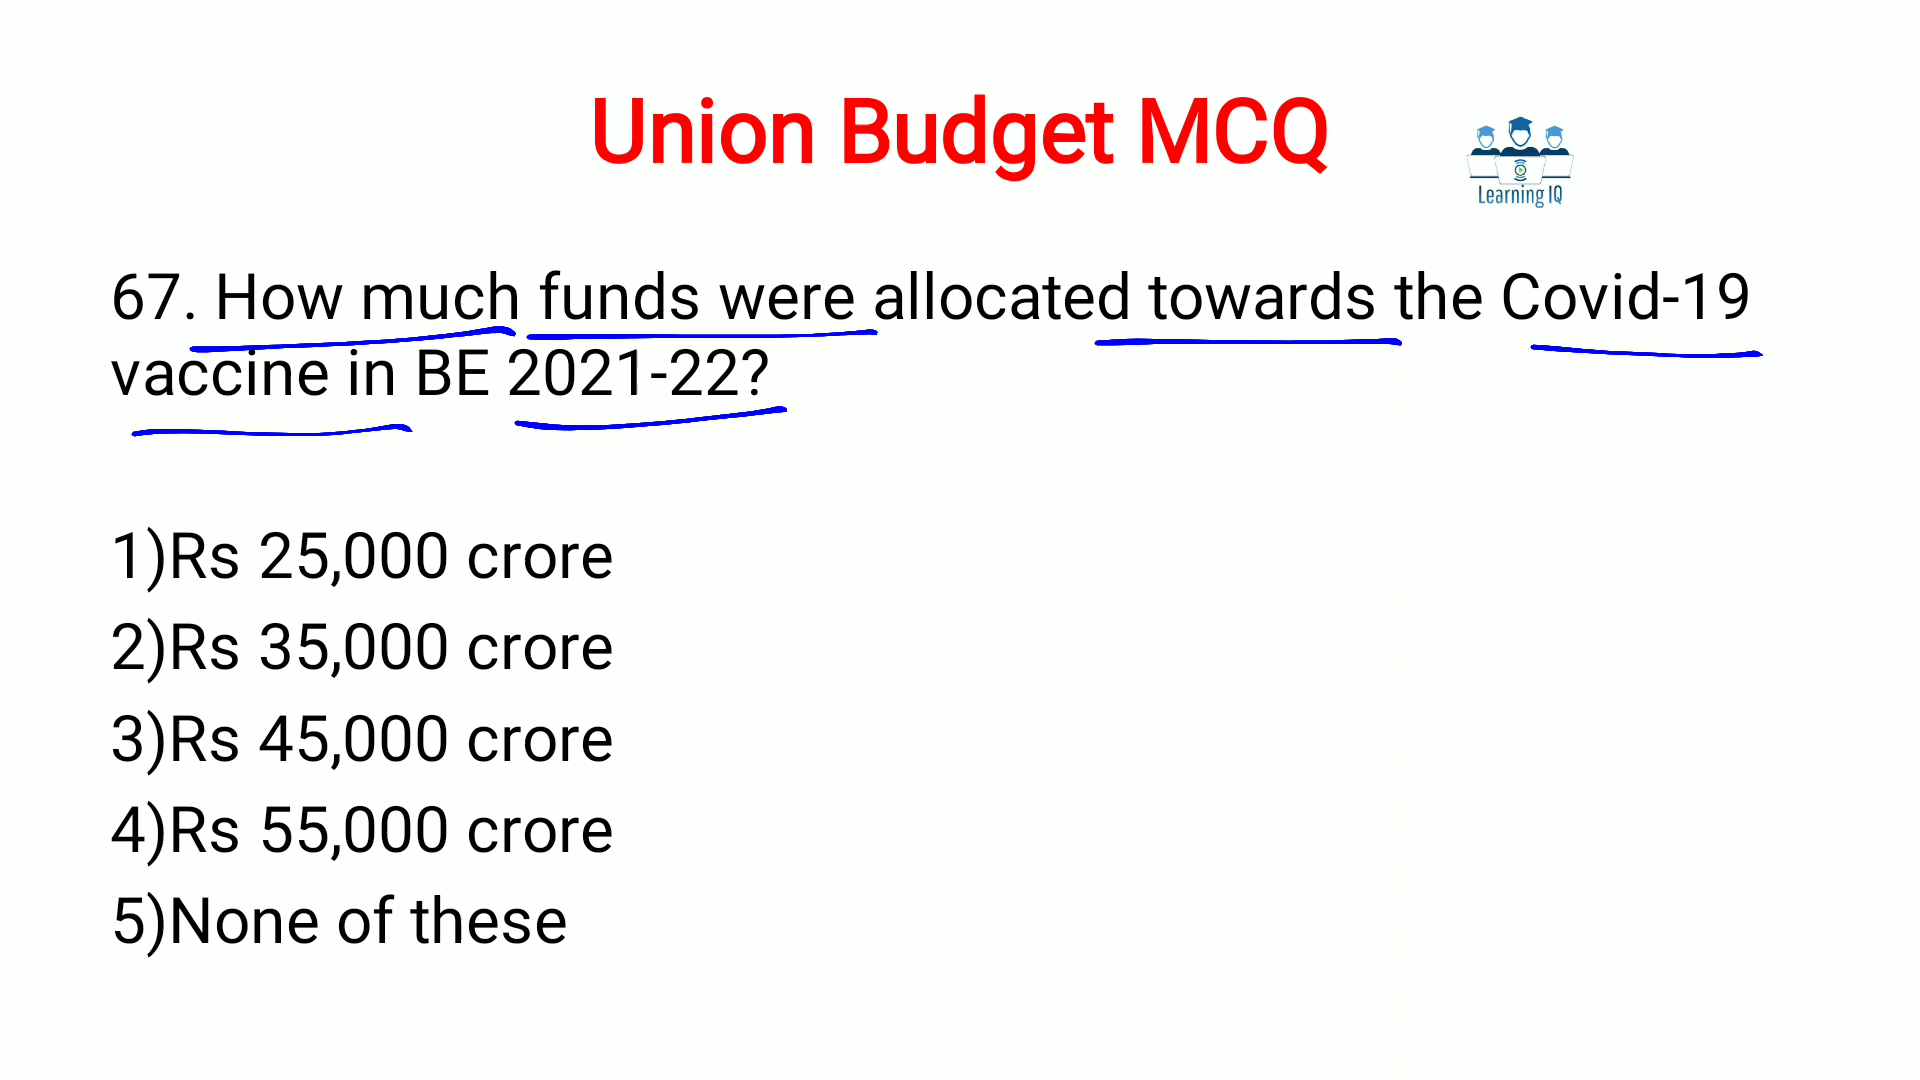 Union Budget MCQ
Learning IQ
67. How much funds were allocated towards the Covid-19
vaccine in BE 2021-22?
1)Rs 25,000 crore
2)Rs 35,000 crore
3)Rs 45,000 crore
4)Rs 55,000 crore
5)None of these